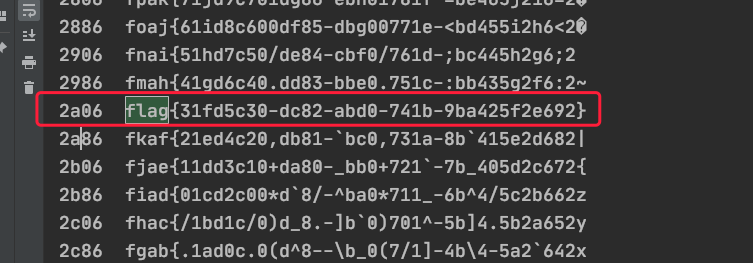 2886 foaj{61id8c600df85-dbg00771e-<bd455i2h6<2�
2906 fnai{51hd7c50/de84-cbf0/761d-;bc445h2g6;2
2986 fmah{41gd6c40.dd83-bbe0.751c-:bb435g2f6:2~
2a06 flag{31fd5c30-dc82-abd0-741b-9ba425f2e692}
2a86 fkaf{21ed4c20,db81-`bc0,731a-8b`415e2d682|
2b06 fjae{11dd3c10+da80-_bb0+721`-7b_405d2c672{
2b86 fiad{01cd2c00*d`8/-^ba0*711_-6b^4/5c2b662z
2c06 fhac{/1bd1c/0)d_8.-]b`0)701^-5b]4.5b2a652y
2c86 fgab{.1ad0c.0(d^8--\b_0(7/1]-4b\4-5a2`642x